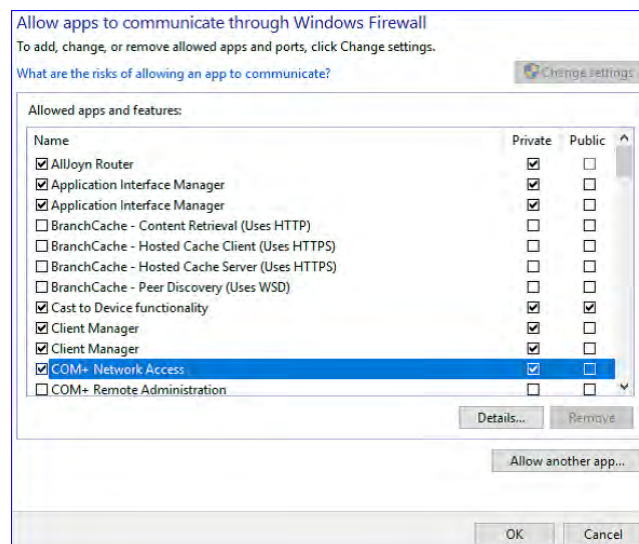 Allow apps to communicate through Windows Firewall
To add, change, or remove allowed apps and ports, click Change settings.
What are the risks of allowing an app to communicate?
Change settings
Allowed apps and features:
Name Private Public
AllJoyn Router
Application Interface Manager
Application Interface Manager
BranchCache - Content Retrieval (Uses HTTP)
BranchCache - Hosted Cache Client (Uses HTTPS)
BranchCache - Hosted Cache Server (Uses HTTPS)
BranchCache - Peer Discovery (Uses WSD)
Cast to Device functionality
Client Manager
Client Manager
COM+ Network Access
COM+ Remote Administration
Details... Remove
Allow another app...
OK Cancel